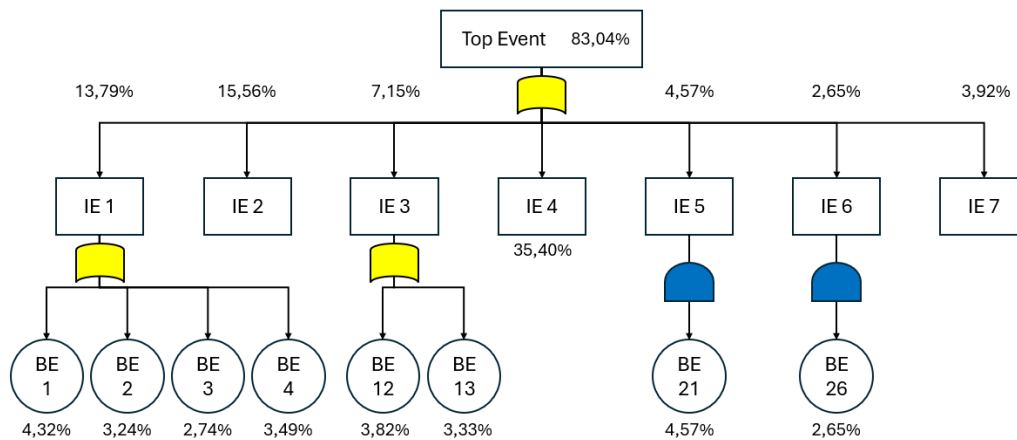 Top Event 83,04%
13,79% 15,56% 7,15% 4,57% 2,65% 3,92%
IE 1 IE 2 IE 3 IE 4 IE 5 IE 6 IE 7
35,40%
BE BE BE BE BE BE BE BE
1 2 3 4 12 13 21 26
4,32% 3,24% 2,74% 3,49% 3,82% 3,33% 4,57% 2,65%